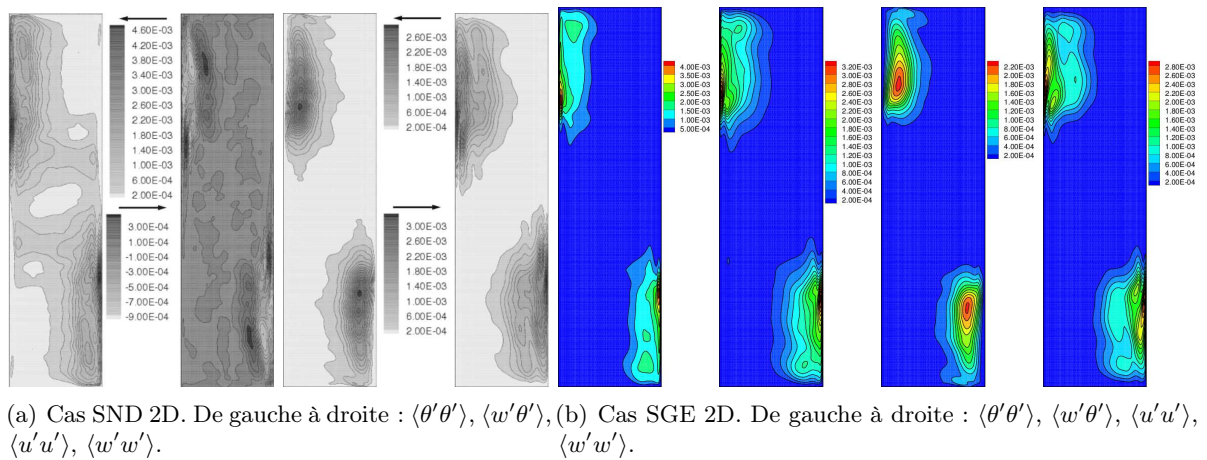 4.60E-03
4.20E-03
3.80E-03
3.40E-03
3.00E-03
2.60E-03
2.20E-03
1.80E-03
1.40E-03
1.00E-03
6.00E-04
2.00E-04
3.00E-04
1.00E-04
-1.00E-04
-3.00E-04
-5.00E-04
-7.00E-04
-9.00E-04
2.60E-03
2.20E-03
1.80E-03
1.40E-03
1.00E-03
6.00E-04
2.00E-04
3.00E-03
2.60E-03
2.20E-03
1.80E-03
1.40E-03
1.00E-03
6.00E-04
2.00E-04
4.00E-03
3.50E-03
3.00E-03
2.50E-03
2.00E-03
1.50E-03
1.00E-03
5.00E-04
3.20E-03
3.00E-03
2.80E-03
2.60E-03
2.40E-03
2.20E-03
2.00E-03
1.80E-03
1.60E-03
1.40E-03
1.20E-03
1.00E-03
8.00E-04
6.00E-04
4.00E-04
2.00E-04
2.20E-03
2.00E-03
1.80E-03
1.60E-03
1.40E-03
1.20E-03
1.00E-03
8.00E-04
6.00E-04
4.00E-04
2.00E-04
2.80E-03
2.60E-03
2.40E-03
2.20E-03
2.00E-03
1.80E-03
1.60E-03
1.40E-03
1.20E-03
1.00E-03
8.00E-04
6.00E-04
4.00E-04
2.00E-04
(a) Cas SND 2D. De gauche à droite : ⟨θ′θ′⟩, ⟨w′θ′⟩,
⟨u′u′⟩, ⟨w′w′⟩.
(b) Cas SGE 2D. De gauche à droite : ⟨θ′θ′⟩, ⟨w′θ′⟩, ⟨u′u′⟩,
⟨w′w′⟩.